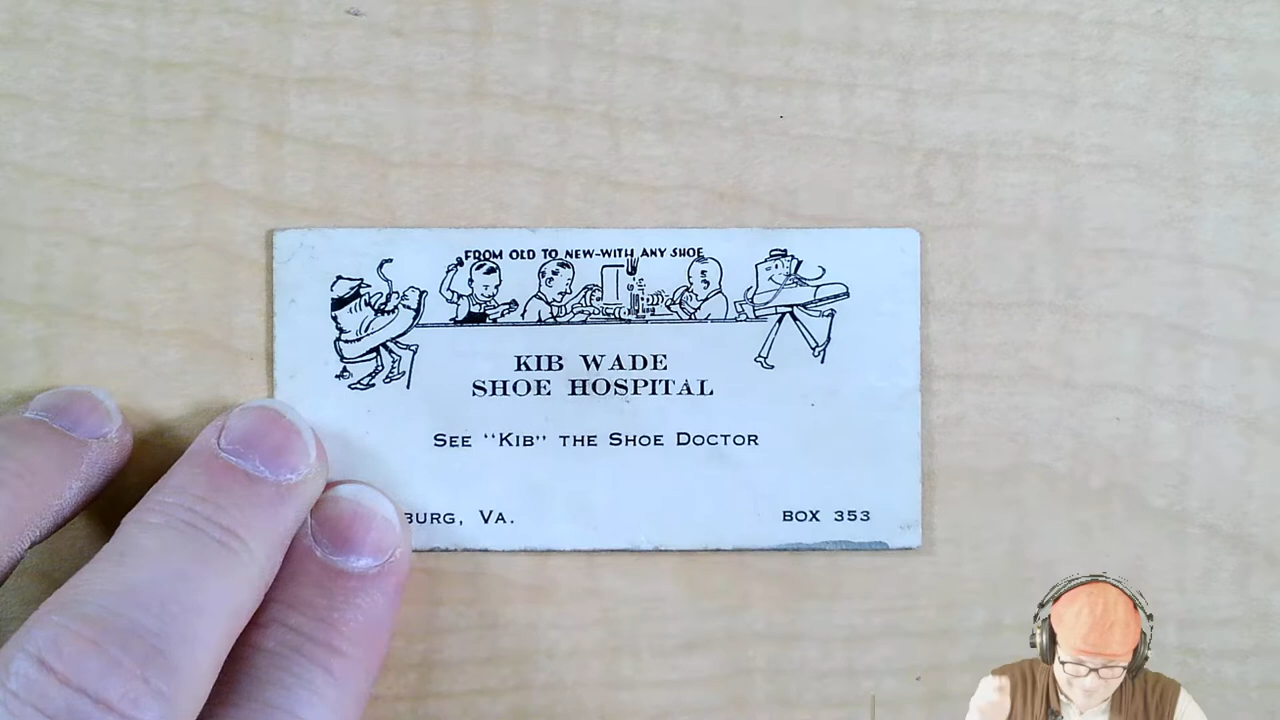 FROM OLD TO NEW-WITH ANY SHOE
KIB WADE
SHOE HOSPITAL
SEE "KIB" THE SHOE DOCTOR
BURG, VA.
BOX 353